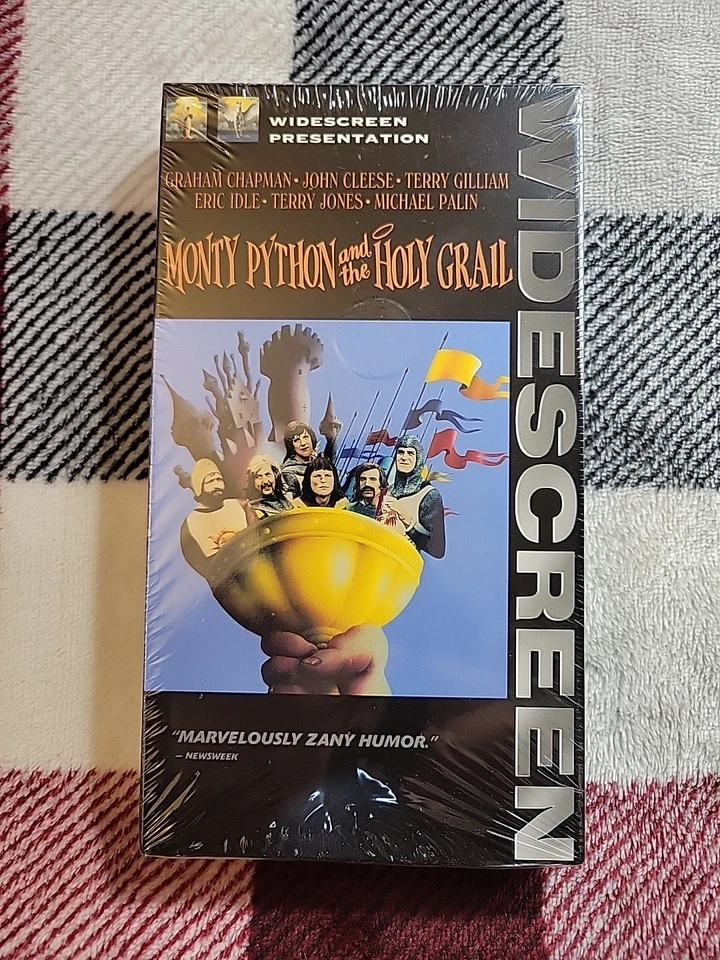 WIDESCREEN
PRESENTATION
GRAHAM CHAPMAN • JOHN CLEESE • TERRY GILLIAM
ERIC IDLE • TERRY JONES • MICHAEL PALIN
MONTY PYTHON and the HOLY GRAIL
"MARVELOUSLY ZANY HUMOR."
— NEWSWEEK
WIDESCREEN